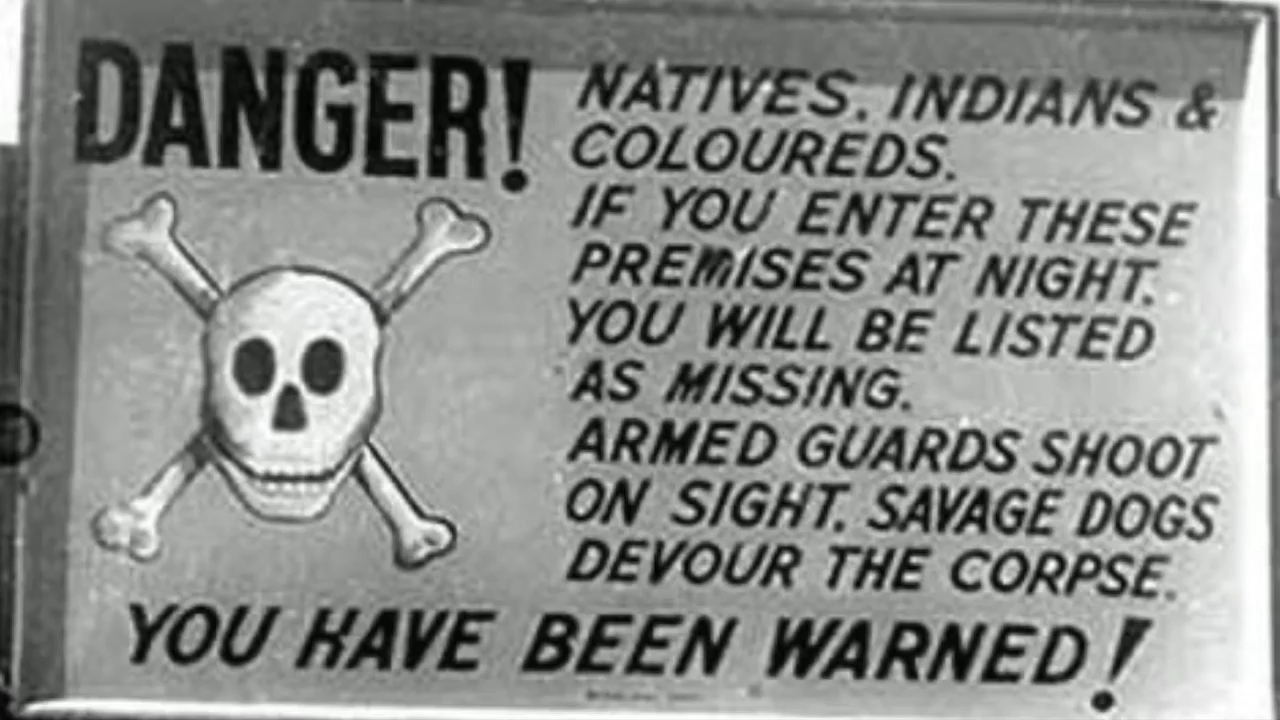 DANGER!
NATIVES, INDIANS &
COLOUREDS.
IF YOU ENTER THESE
PREMISES AT NIGHT.
YOU WILL BE LISTED
AS MISSING.
ARMED GUARDS SHOOT
ON SIGHT. SAVAGE DOGS
DEVOUR THE CORPSE.
YOU HAVE BEEN WARNED!